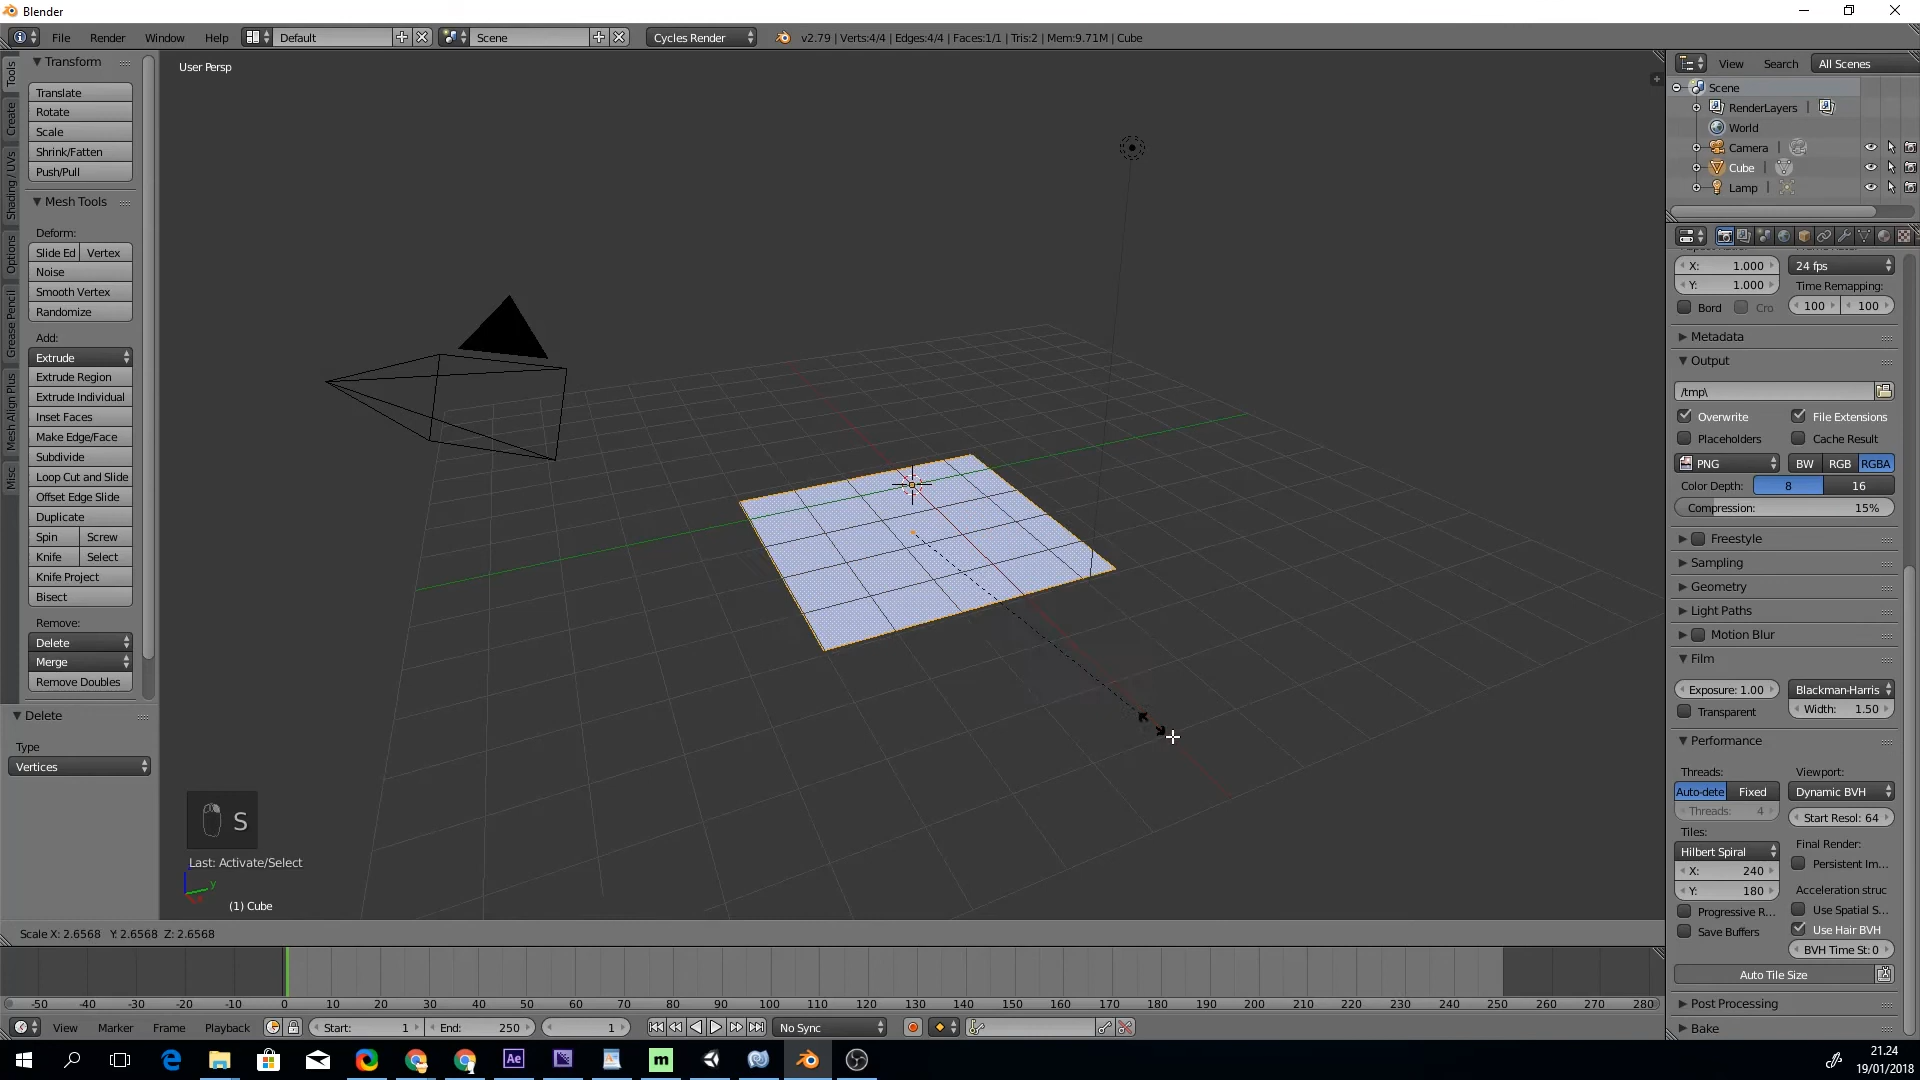 Blender
File Render Window Help Default Scene Cycles Render v2.79 | Verts:4/4 | Edges:4/4 | Faces:1/1 | Tris:2 | Mem:9.71M | Cube
Tools
Create
Shading / UVs
Options
Grease Pencil
Mesh Align Plus
Misc
Transform
Translate
Rotate
Scale
Shrink/Fatten
Push/Pull
Mesh Tools
Deform:
Slide Ed Vertex
Noise
Smooth Vertex
Randomize
Add:
Extrude
Extrude Region
Extrude Individual
Inset Faces
Make Edge/Face
Subdivide
Loop Cut and Slide
Offset Edge Slide
Duplicate
Spin Screw
Knife Select
Knife Project
Bisect
Remove:
Delete
Merge
Remove Doubles
Delete
Type
Vertices
User Persp
S
Last: Activate/Select
y
(1) Cube
Scale X: 2.6568 Y: 2.6568 Z: 2.6568
View Search All Scenes
Scene
RenderLayers |
World
Camera |
Cube |
Lamp |
X: 1.000 24 fps
Y: 1.000 Time Remapping:
Bord Cro 100 100
Metadata
Output
/tmp\
Overwrite File Extensions
Placeholders Cache Result
PNG BW RGB RGBA
Color Depth: 8 16
Compression: 15%
Freestyle
Sampling
Geometry
Light Paths
Motion Blur
Film
Exposure: 1.00 Blackman-Harris
Transparent Width: 1.50
Performance
Threads: Viewport:
Auto-dete Fixed Dynamic BVH
Threads: 4 Start Resol: 64
Tiles: Final Render:
Hilbert Spiral Persistent Im...
X: 240 Acceleration struc
Y: 180 Use Spatial S...
Progressive R... Use Hair BVH
Save Buffers BVH Time St: 0
Auto Tile Size
Post Processing
Bake
-50 -40 -30 -20 -10 0 10 20 30 40 50 60 70 80 90 100 110 120 130 140 150 160 170 180 190 200 210 220 230 240 250 260 270 280
View Marker Frame Playback Start: 1 End: 250 1 No Sync
Ae
m
21.24
19/01/2018